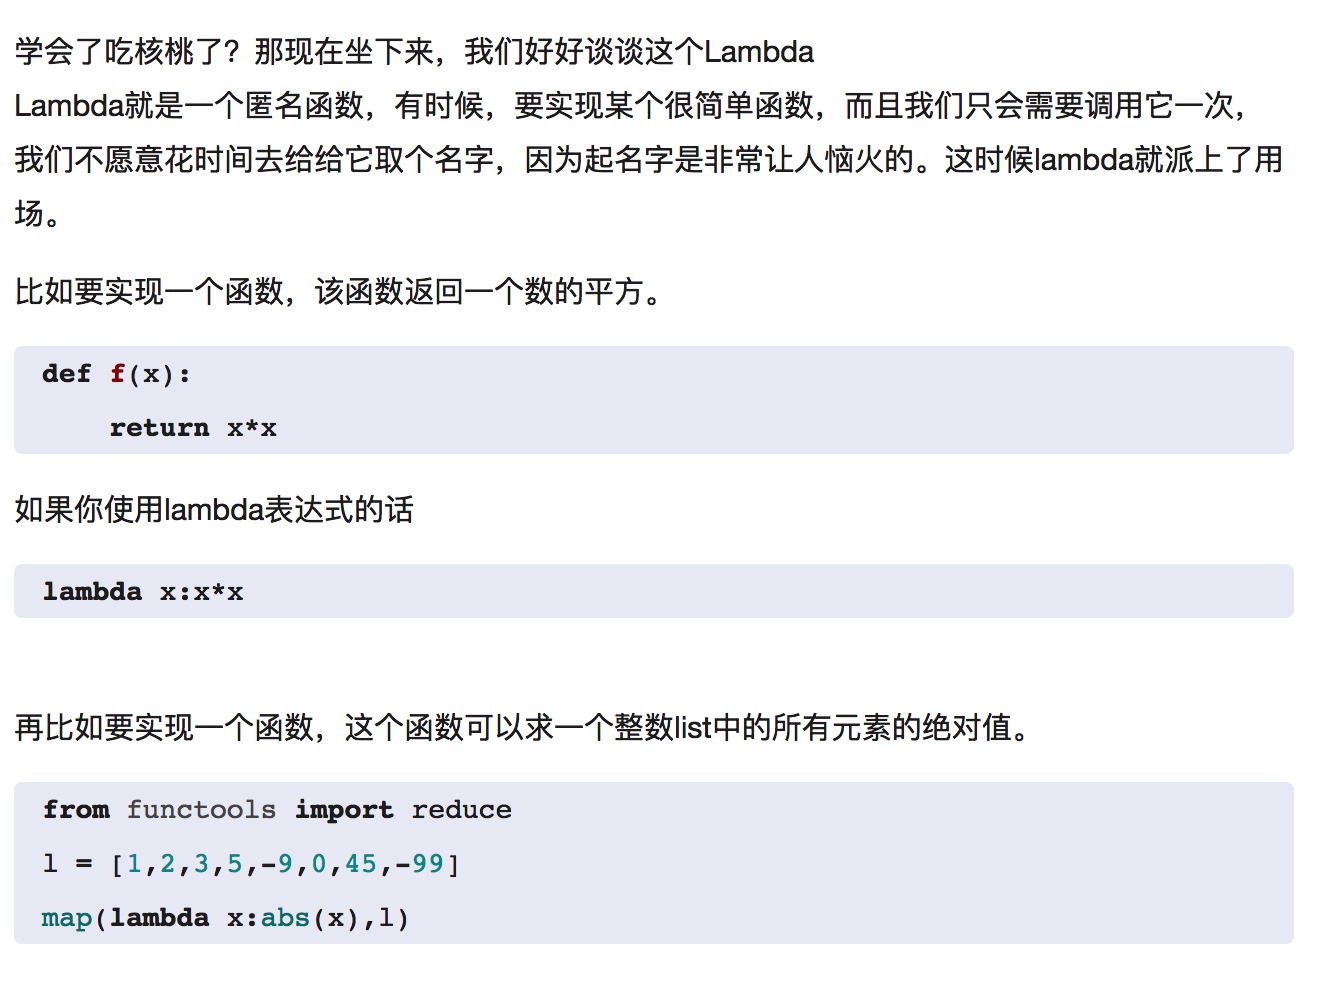 学会了吃核桃了？那现在坐下来，我们好好谈谈这个Lambda
Lambda就是一个匿名函数，有时候，要实现某个很简单函数，而且我们只会需要调用它一次，
我们不愿意花时间去给给它取个名字，因为起名字是非常让人恼火的。这时候lambda就派上了用
场。
比如要实现一个函数，该函数返回一个数的平方。
def f(x):
    return x*x
如果你使用lambda表达式的话
lambda x:x*x
再比如要实现一个函数，这个函数可以求一个整数list中的所有元素的绝对值。
from functools import reduce
l = [1,2,3,5,-9,0,45,-99]
map(lambda x:abs(x),l)